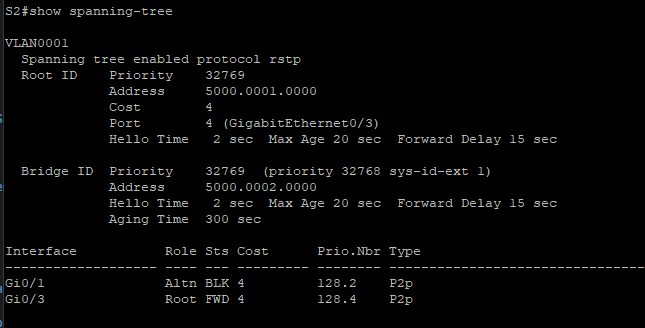 S2#show spanning-tree
VLAN0001
Spanning tree enabled protocol rstp
Root ID Priority 32769
Address 5000.0001.0000
Cost 4
Port 4 (GigabitEthernet0/3)
Hello Time 2 sec Max Age 20 sec Forward Delay 15 sec
Bridge ID Priority 32769 (priority 32768 sys-id-ext 1)
Address 5000.0002.0000
Hello Time 2 sec Max Age 20 sec Forward Delay 15 sec
Aging Time 300 sec
Interface Role Sts Cost Prio.Nbr Type
------------------- ---- --- --------- -------- --------------------------------
Gi0/1 Altn BLK 4 128.2 P2p
Gi0/3 Root FWD 4 128.4 P2p